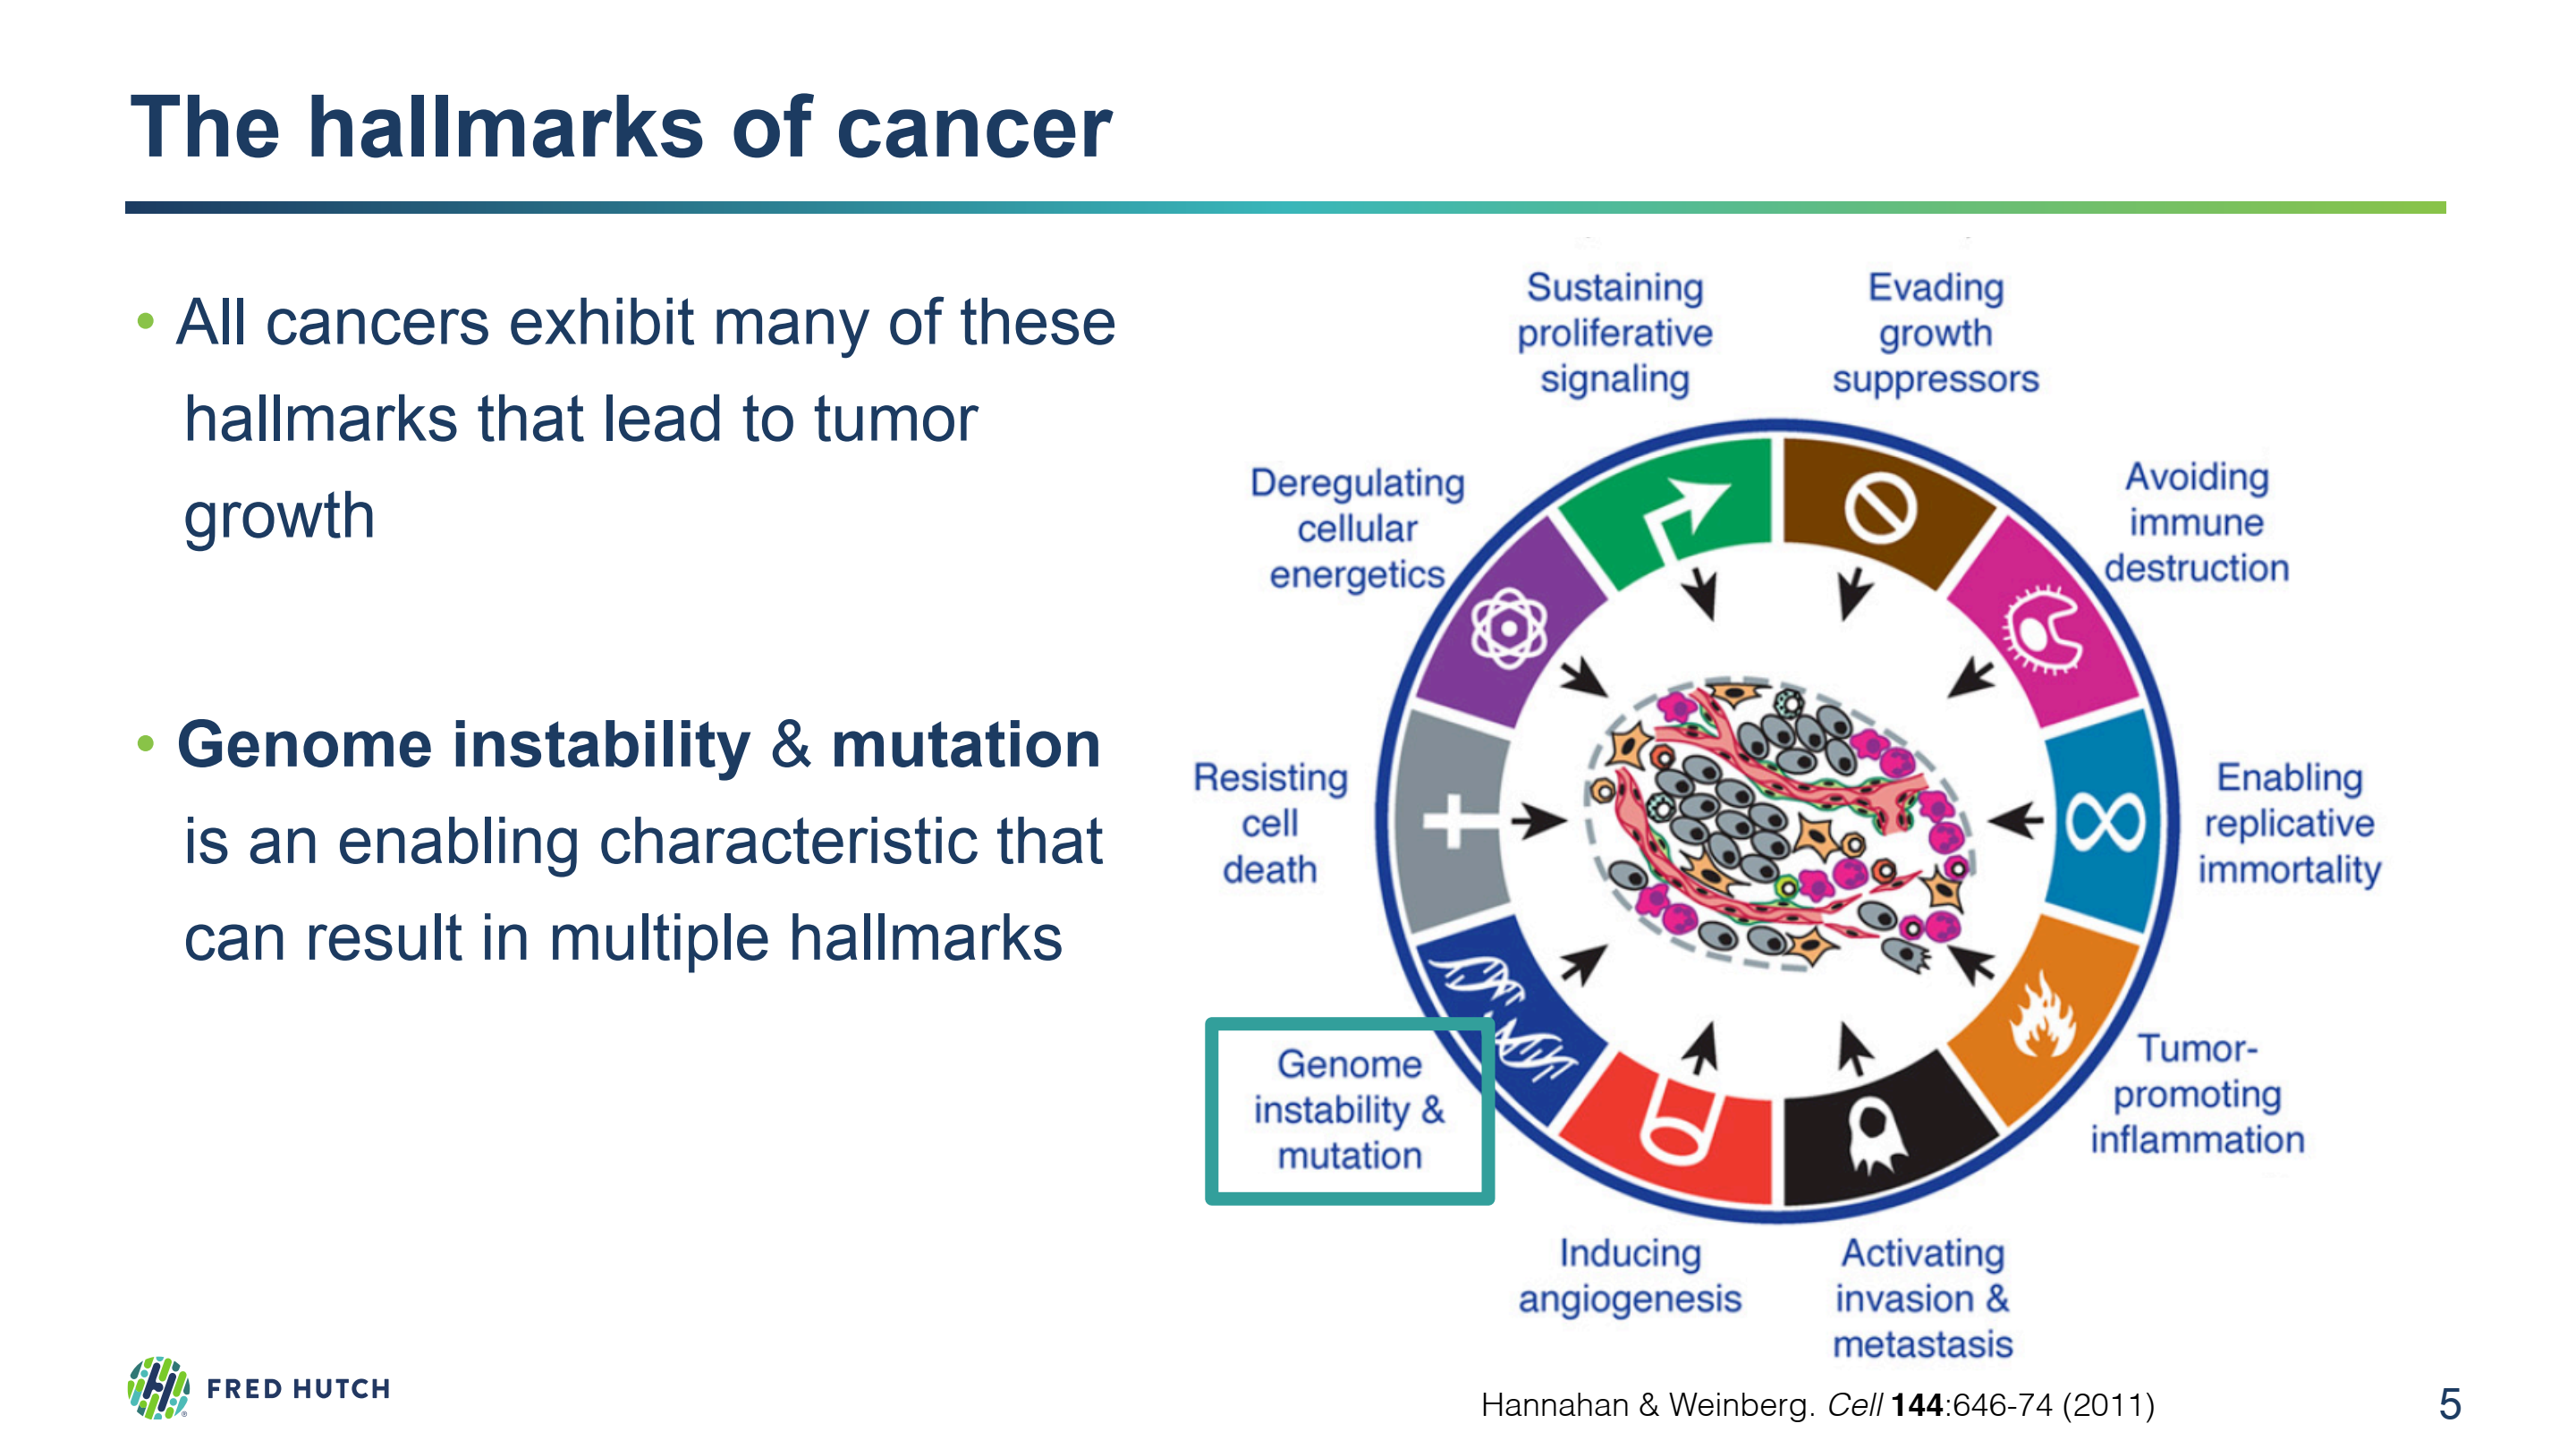 The hallmarks of cancer
• All cancers exhibit many of these
hallmarks that lead to tumor
growth
• Genome instability & mutation
is an enabling characteristic that
can result in multiple hallmarks
Sustaining
proliferative
signaling
Evading
growth
suppressors
Deregulating
cellular
energetics
Avoiding
immune
destruction
Resisting
cell
death
Enabling
replicative
immortality
Genome
instability &
mutation
Tumor-
promoting
inflammation
Inducing
angiogenesis
Activating
invasion &
metastasis
FRED HUTCH
Hannahan & Weinberg. Cell 144:646-74 (2011)
5